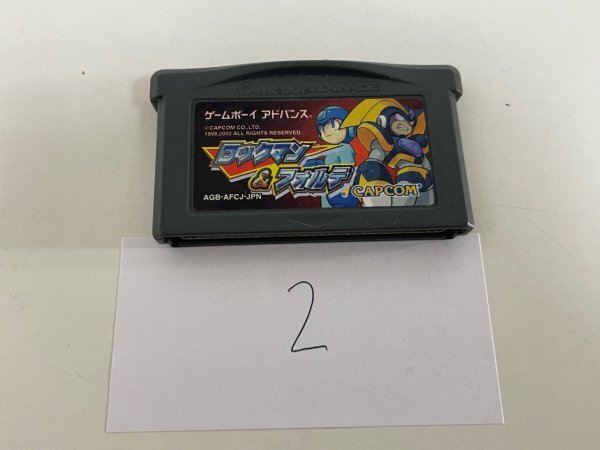 GAME BOY ADVANCE
ゲームボーイ アドバンス®
©CAPCOM CO.,LTD.
1998,2002 ALL RIGHTS RESERVED.
ロックマン
&フォルテ
AGB-AFCJ-JPN
CAPCOM
2